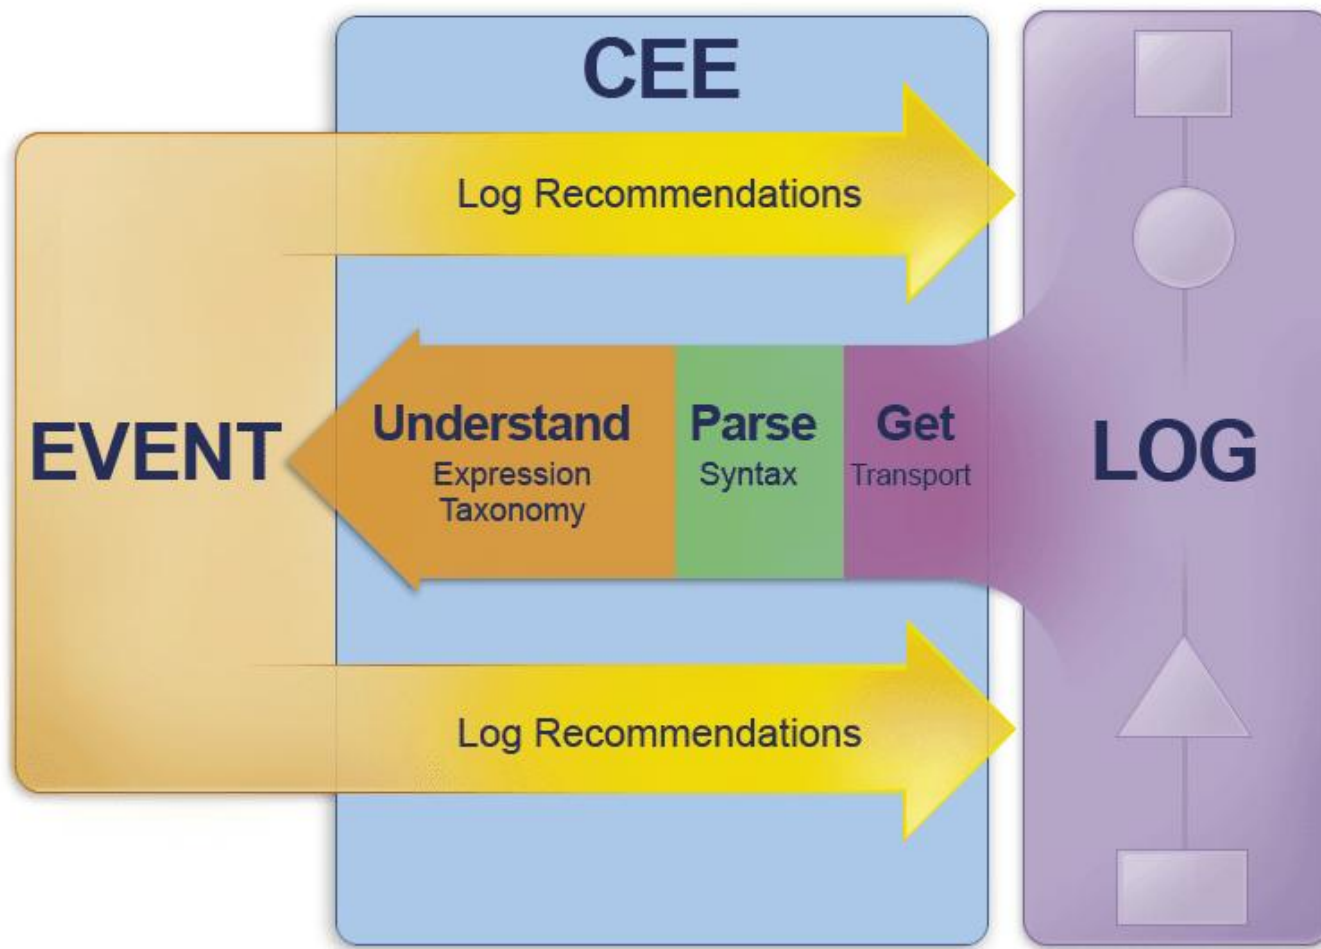 CEE
Log Recommendations
EVENT
Understand
Expression
Taxonomy
Parse
Syntax
Get
Transport
LOG
Log Recommendations